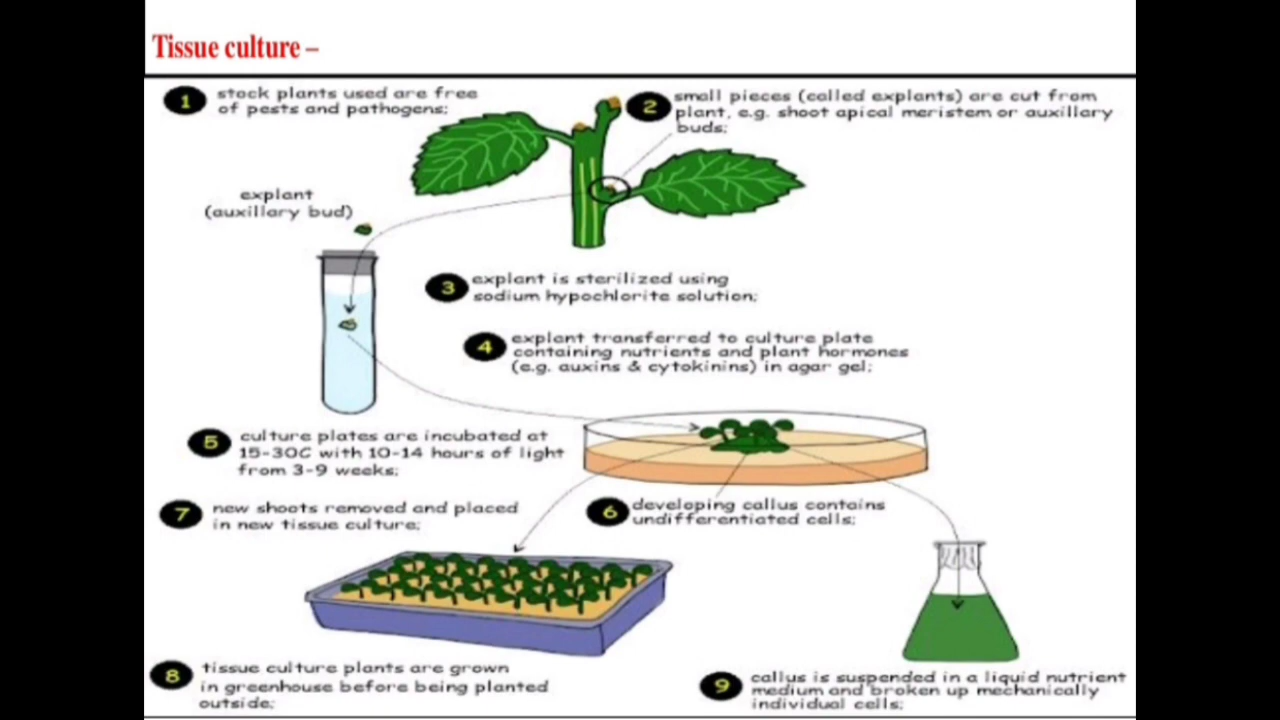 Tissue culture –
1
stock plants used are free
of pests and pathogens;
2
small pieces (called explants) are cut from
plant, e.g. shoot apical meristem or auxillary
buds;
explant
(auxillary bud)
3
explant is sterilized using
sodium hypochlorite solution;
4
explant transferred to culture plate
containing nutrients and plant hormones
(e.g. auxins & cytokinins) in agar gel;
5
culture plates are incubated at
15-30C with 10-14 hours of light
from 3-9 weeks;
6
developing callus contains
undifferentiated cells;
7
new shoots removed and placed
in new tissue culture;
8
tissue culture plants are grown
in greenhouse before being planted
outside;
9
callus is suspended in a liquid nutrient
medium and broken up mechanically
individual cells;